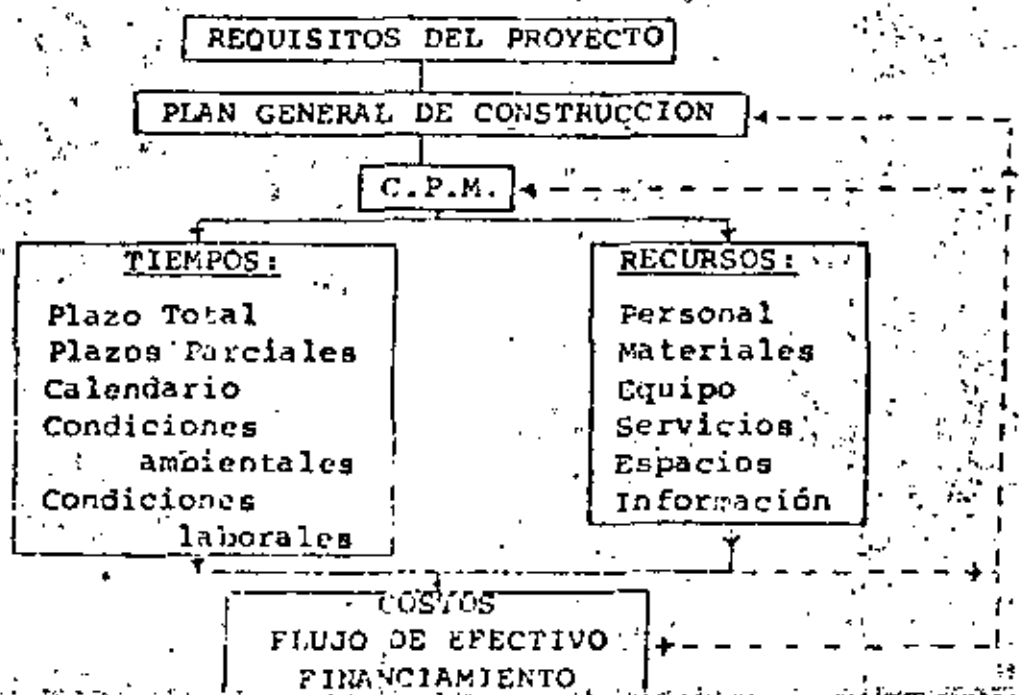 REQUISITOS DEL PROYECTO
PLAN GENERAL DE CONSTRUCCION
C.P.M.
TIEMPOS:
Plazo Total
Plazos Parciales
Calendario
Condiciones
ambientales
Condiciones
laborales
RECURSOS:
Personal
Materiales
Equipo
Servicios
Espacios
Información
COSTOS
FLUJO DE EFECTIVO
FINANCIAMIENTO